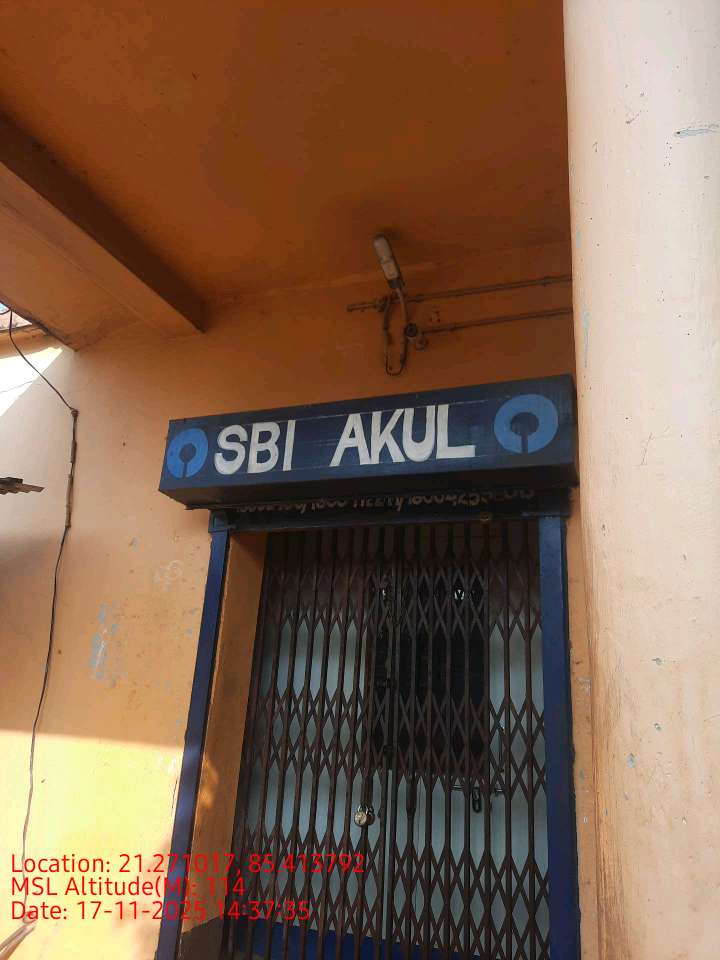 SBI AKUL
Location: 21.271017, 85.413792
MSL Altitude(M): 114
Date: 17-11-2025 14:37:35